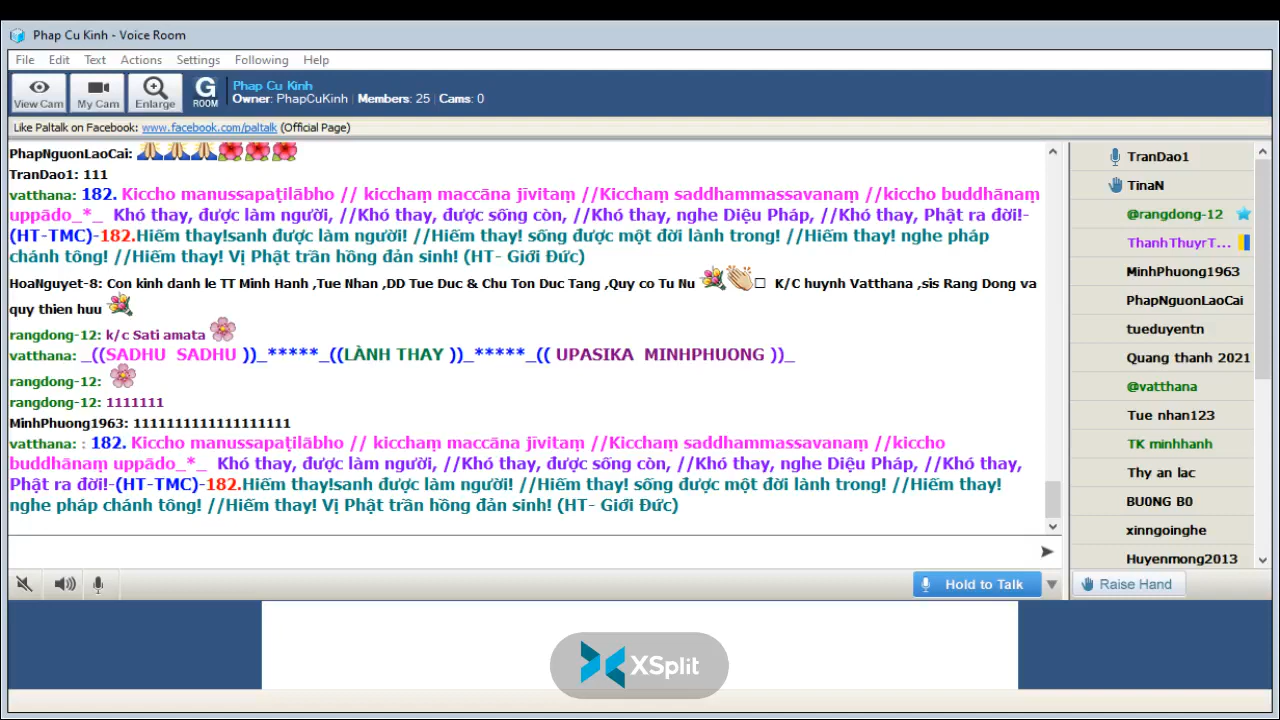 Phap Cu Kinh - Voice Room
File Edit Text Actions Settings Following Help
View Cam My Cam Enlarge G ROOM
Phap Cu Kinh
Owner: PhapCuKinh | Members: 25 | Cams: 0
Like Paltalk on Facebook: www.facebook.com/paltalk (Official Page)
PhapNguonLaoCai:
TranDao1: 111
vatthana: 182. Kiccho manussapaṭilābho // kicchaṃ maccāna jīvitaṃ //Kicchaṃ saddhammassavanaṃ //kiccho buddhānaṃ
uppādo_*_ Khó thay, được làm người, //Khó thay, được sống còn, //Khó thay, nghe Diệu Pháp, //Khó thay, Phật ra đời!-
(HT-TMC)-182.Hiếm thay!sanh được làm người! //Hiếm thay! sống được một đời lành trong! //Hiếm thay! nghe pháp
chánh tông! //Hiếm thay! Vị Phật trần hồng đản sinh! (HT- Giới Đức)
HoaNguyet-8: Con kinh danh le TT Minh Hanh ,Tue Nhan ,DD Tue Duc & Chu Ton Duc Tang ,Quy co Tu Nu K/C huynh Vatthana ,sis Rang Dong va
quy thien huu
rangdong-12: k/c Sati amata
vatthana: _((SADHU SADHU ))_*****_((LÀNH THAY ))_*****_(( UPASIKA MINHPHUONG ))_
rangdong-12:
rangdong-12: 1111111
MinhPhuong1963: 1111111111111111111
vatthana: : 182. Kiccho manussapaṭilābho // kicchaṃ maccāna jīvitaṃ //Kicchaṃ saddhammassavanaṃ //kiccho
buddhānaṃ uppādo_*_ Khó thay, được làm người, //Khó thay, được sống còn, //Khó thay, nghe Diệu Pháp, //Khó thay,
Phật ra đời!-(HT-TMC)-182.Hiếm thay!sanh được làm người! //Hiếm thay! sống được một đời lành trong! //Hiếm thay!
nghe pháp chánh tông! //Hiếm thay! Vị Phật trần hồng đản sinh! (HT- Giới Đức)
TranDao1
TinaN
@rangdong-12
ThanhThuyrT...
MinhPhuong1963
PhapNguonLaoCai
tueduyentn
Quang thanh 2021
@vatthana
Tue nhan123
TK minhhanh
Thy an lac
BU0NG B0
xinngoinghe
Huyenmong2013
Hold to Talk
Raise Hand
XSplit